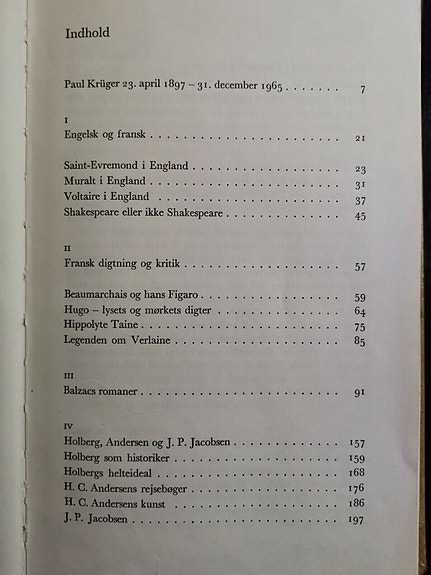 Indhold
Paul Krüger 23. april 1897 – 31. december 1965 . . . . . . . 7
I
Engelsk og fransk . . . . . . . . . . . . . . . . . . . . 21
Saint-Evremond i England . . . . . . . . . . . . . . . . 23
Muralt i England . . . . . . . . . . . . . . . . . . . . 31
Voltaire i England . . . . . . . . . . . . . . . . . . . 37
Shakespeare eller ikke Shakespeare . . . . . . . . . . . . 45
II
Fransk digtning og kritik . . . . . . . . . . . . . . . . . 57
Beaumarchais og hans Figaro . . . . . . . . . . . . . . . 59
Hugo – lysets og mørkets digter . . . . . . . . . . . . . . 64
Hippolyte Taine . . . . . . . . . . . . . . . . . . . . . 75
Legenden om Verlaine . . . . . . . . . . . . . . . . . . 85
III
Balzacs romaner . . . . . . . . . . . . . . . . . . . . . 91
IV
Holberg, Andersen og J. P. Jacobsen . . . . . . . . . . . 157
Holberg som historiker . . . . . . . . . . . . . . . . . . 159
Holbergs helteideal . . . . . . . . . . . . . . . . . . . 168
H. C. Andersens rejsebøger . . . . . . . . . . . . . . . . 176
H. C. Andersens kunst . . . . . . . . . . . . . . . . . . 186
J. P. Jacobsen . . . . . . . . . . . . . . . . . . . . . . 197